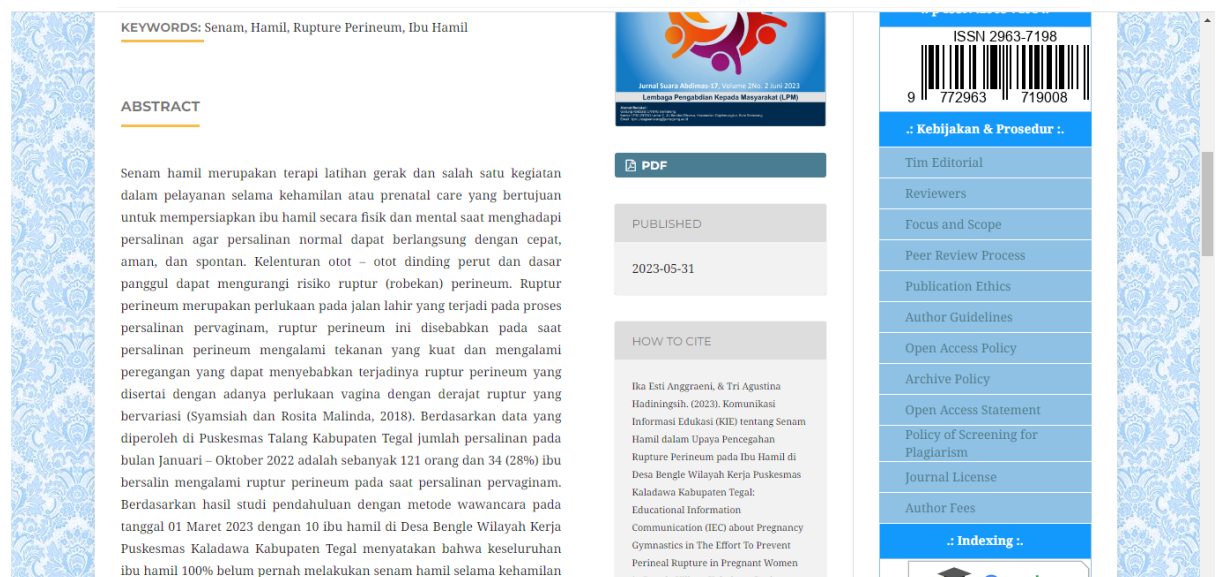 KEYWORDS: Senam, Hamil, Rupture Perineum, Ibu Hamil
ABSTRACT
Senam hamil merupakan terapi latihan gerak dan salah satu kegiatan
dalam pelayanan selama kehamilan atau prenatal care yang bertujuan
untuk mempersiapkan ibu hamil secara fisik dan mental saat menghadapi
persalinan agar persalinan normal dapat berlangsung dengan cepat,
aman, dan spontan. Kelenturan otot – otot dinding perut dan dasar
panggul dapat mengurangi risiko ruptur (robekan) perineum. Ruptur
perineum merupakan perlukaan pada jalan lahir yang terjadi pada proses
persalinan pervaginam, ruptur perineum ini disebabkan pada saat
persalinan perineum mengalami tekanan yang kuat dan mengalami
peregangan yang dapat menyebabkan terjadinya ruptur perineum yang
disertai dengan adanya perlukaan vagina dengan derajat ruptur yang
bervariasi (Syamsiah dan Rosita Malinda, 2018). Berdasarkan data yang
diperoleh di Puskesmas Talang Kabupaten Tegal jumlah persalinan pada
bulan Januari – Oktober 2022 adalah sebanyak 121 orang dan 34 (28%) ibu
bersalin mengalami ruptur perineum pada saat persalinan pervaginam.
Berdasarkan hasil studi pendahuluan dengan metode wawancara pada
tanggal 01 Maret 2023 dengan 10 ibu hamil di Desa Bengle Wilayah Kerja
Puskesmas Kaladawa Kabupaten Tegal menyatakan bahwa keseluruhan
ibu hamil 100% belum pernah melakukan senam hamil selama kehamilan
Jurnal Suara Abdimas-17, Volume 2No. 2 Juni 2023
Lembaga Pengabdian Kepada Masyarakat (LPM)
PDF
PUBLISHED
2023-05-31
HOW TO CITE
Ika Esti Anggraeni, & Tri Agustina
Hadiningsih. (2023). Komunikasi
Informasi Edukasi (KIE) tentang Senam
Hamil dalam Upaya Pencegahan
Rupture Perineum pada Ibu Hamil di
Desa Bengle Wilayah Kerja Puskesmas
Kaladawa Kabupaten Tegal:
Educational Information
Communication (IEC) about Pregnancy
Gymnastics in The Effort To Prevent
Perineal Rupture in Pregnant Women
ISSN 2963-7198
9 772963 719008
.: Kebijakan & Prosedur :.
Tim Editorial
Reviewers
Focus and Scope
Peer Review Process
Publication Ethics
Author Guidelines
Open Access Policy
Archive Policy
Open Access Statement
Policy of Screening for
Plagiarism
Journal License
Author Fees
.: Indexing :.